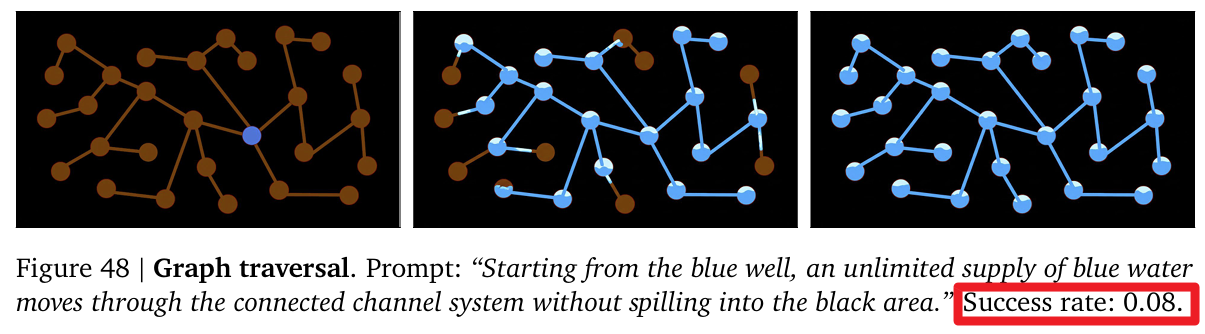 Figure 48 | Graph traversal. Prompt: “Starting from the blue well, an unlimited supply of blue water
moves through the connected channel system without spilling into the black area.” Success rate: 0.08.